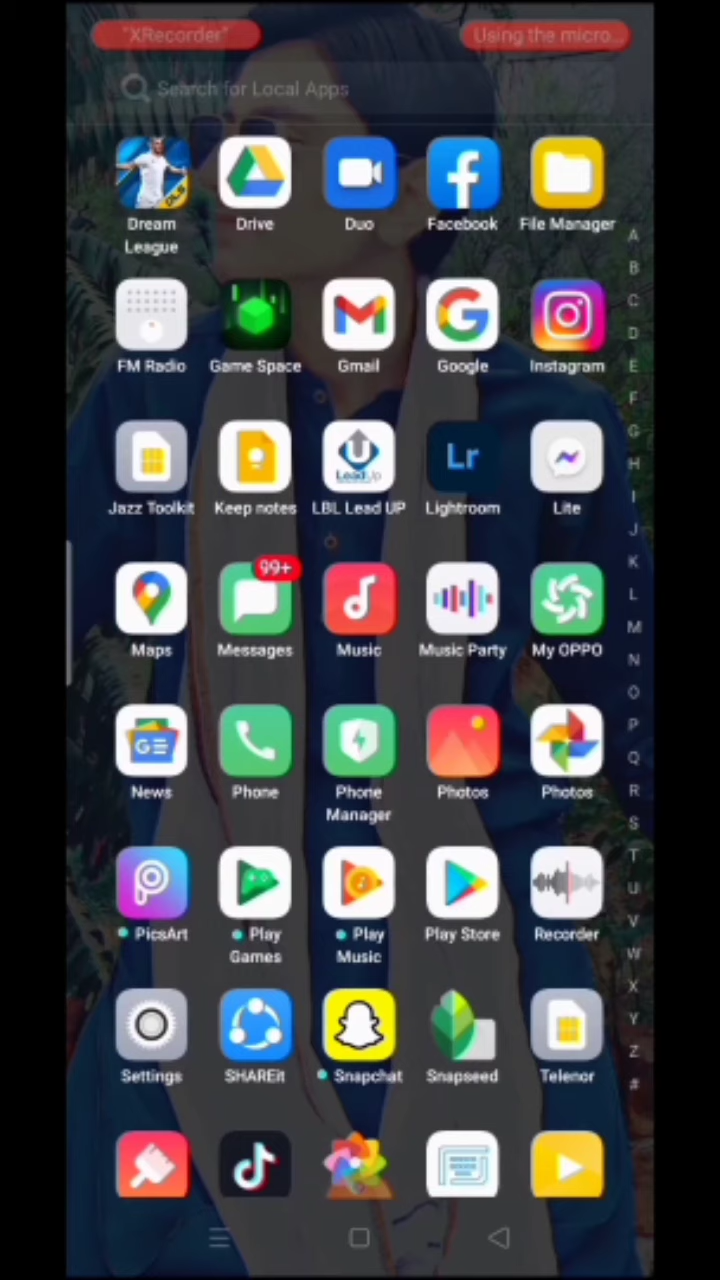 "XRecorder"
Using the micro...
Search for Local Apps
Dream League
Drive
Duo
Facebook
File Manager
FM Radio
Game Space
Gmail
Google
Instagram
Jazz Toolkit
Keep notes
LeadUp
LBL Lead UP
Lr
Lightroom
Lite
Maps
99+
Messages
Music
Music Party
My OPPO
GE
News
Phone
Phone Manager
Photos
Photos
PicsArt
Play Games
Play Music
Play Store
Recorder
Settings
SHAREit
Snapchat
Snapseed
Telenor
A
B
C
D
E
F
G
H
I
J
K
L
M
N
O
P
Q
R
S
T
U
V
W
X
Y
Z
#